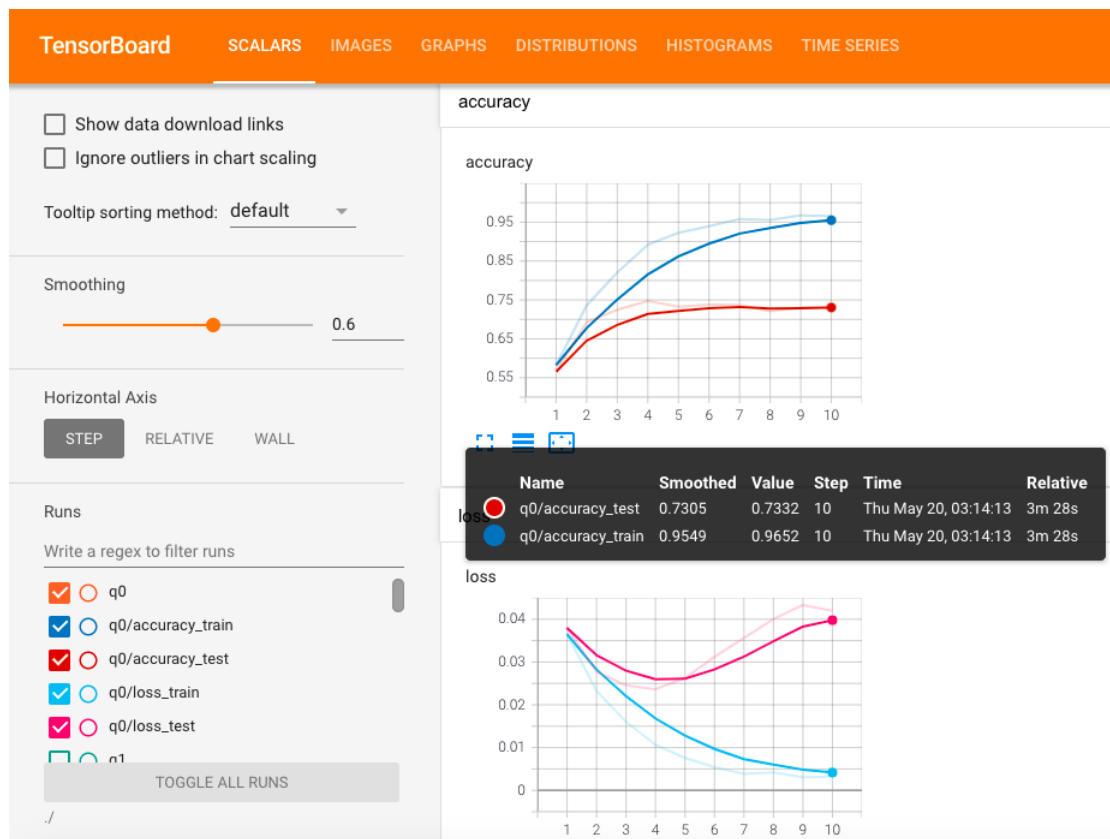 TensorBoard SCALARS IMAGES GRAPHS DISTRIBUTIONS HISTOGRAMS TIME SERIES
Show data download links
Ignore outliers in chart scaling
Tooltip sorting method: default
Smoothing
0.6
Horizontal Axis
STEP RELATIVE WALL
Runs
Write a regex to filter runs
q0
q0/accuracy_train
q0/accuracy_test
q0/loss_train
q0/loss_test
q1
TOGGLE ALL RUNS
./
accuracy
accuracy
0.95
0.85
0.75
0.65
0.55
1 2 3 4 5 6 7 8 9 10
Name Smoothed Value Step Time Relative
q0/accuracy_test 0.7305 0.7332 10 Thu May 20, 03:14:13 3m 28s
q0/accuracy_train 0.9549 0.9652 10 Thu May 20, 03:14:13 3m 28s
loss
loss
0.04
0.03
0.02
0.01
0
1 2 3 4 5 6 7 8 9 10